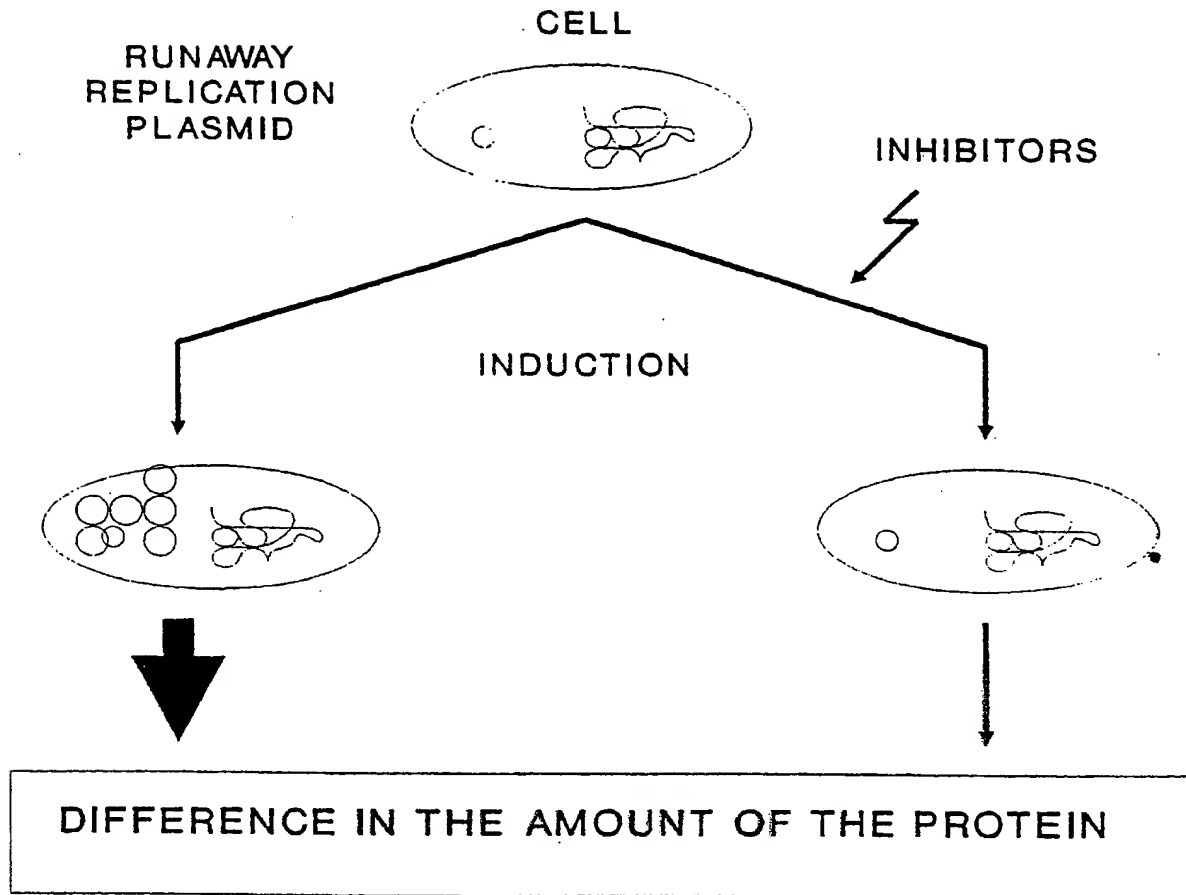 CELL
RUNAWAY
REPLICATION
PLASMID
INHIBITORS
INDUCTION
DIFFERENCE IN THE AMOUNT OF THE PROTEIN